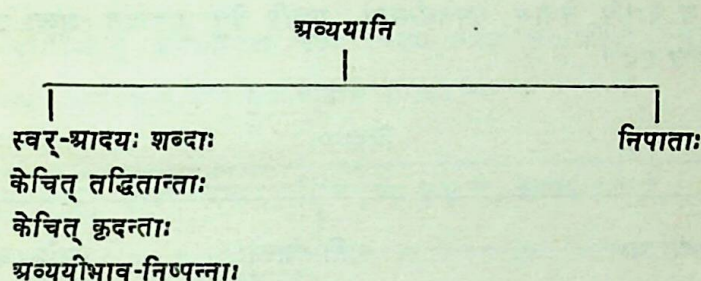 अव्ययानि
स्वर्-आदयः शब्दाः निपाताः
केचित् तद्धितान्ताः
केचित् कृदन्ताः
अव्ययीभाव-निष्पन्नाः